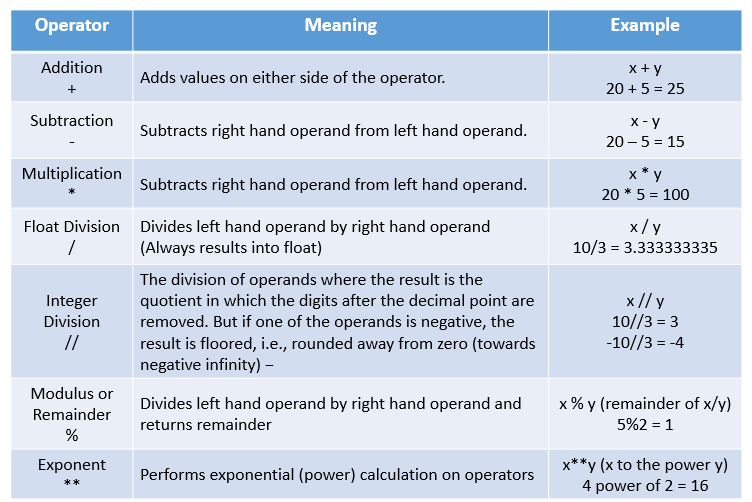 Operator Meaning Example
Addition
+
Adds values on either side of the operator.
x + y
20 + 5 = 25
Subtraction
-
Subtracts right hand operand from left hand operand.
x - y
20 – 5 = 15
Multiplication
*
Subtracts right hand operand from left hand operand.
x * y
20 * 5 = 100
Float Division
/
Divides left hand operand by right hand operand
(Always results into float)
x / y
10/3 = 3.333333335
Integer
Division
//
The division of operands where the result is the
quotient in which the digits after the decimal point are
removed. But if one of the operands is negative, the
result is floored, i.e., rounded away from zero (towards
negative infinity) −
x // y
10//3 = 3
-10//3 = -4
Modulus or
Remainder
%
Divides left hand operand by right hand operand and
returns remainder
x % y (remainder of x/y)
5%2 = 1
Exponent
**
Performs exponential (power) calculation on operators
x**y (x to the power y)
4 power of 2 = 16